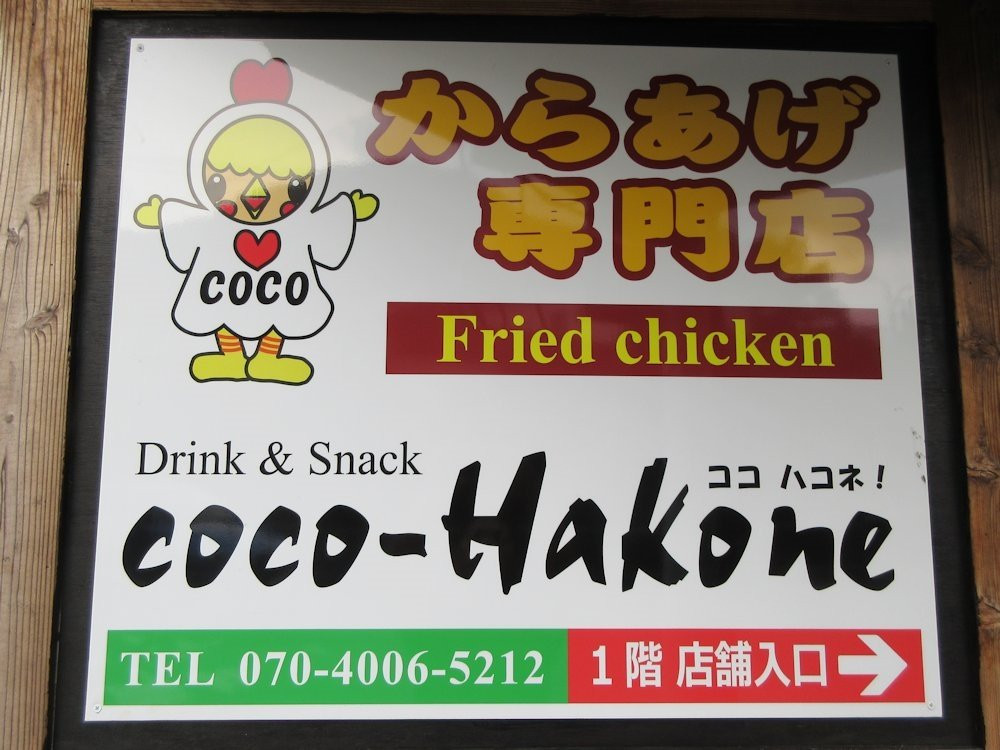 からあげ
専門店
COCO
Fried chicken
Drink & Snack
ココ ハコネ!
coco-Hakone
TEL 070-4006-5212
1階 店舗入口